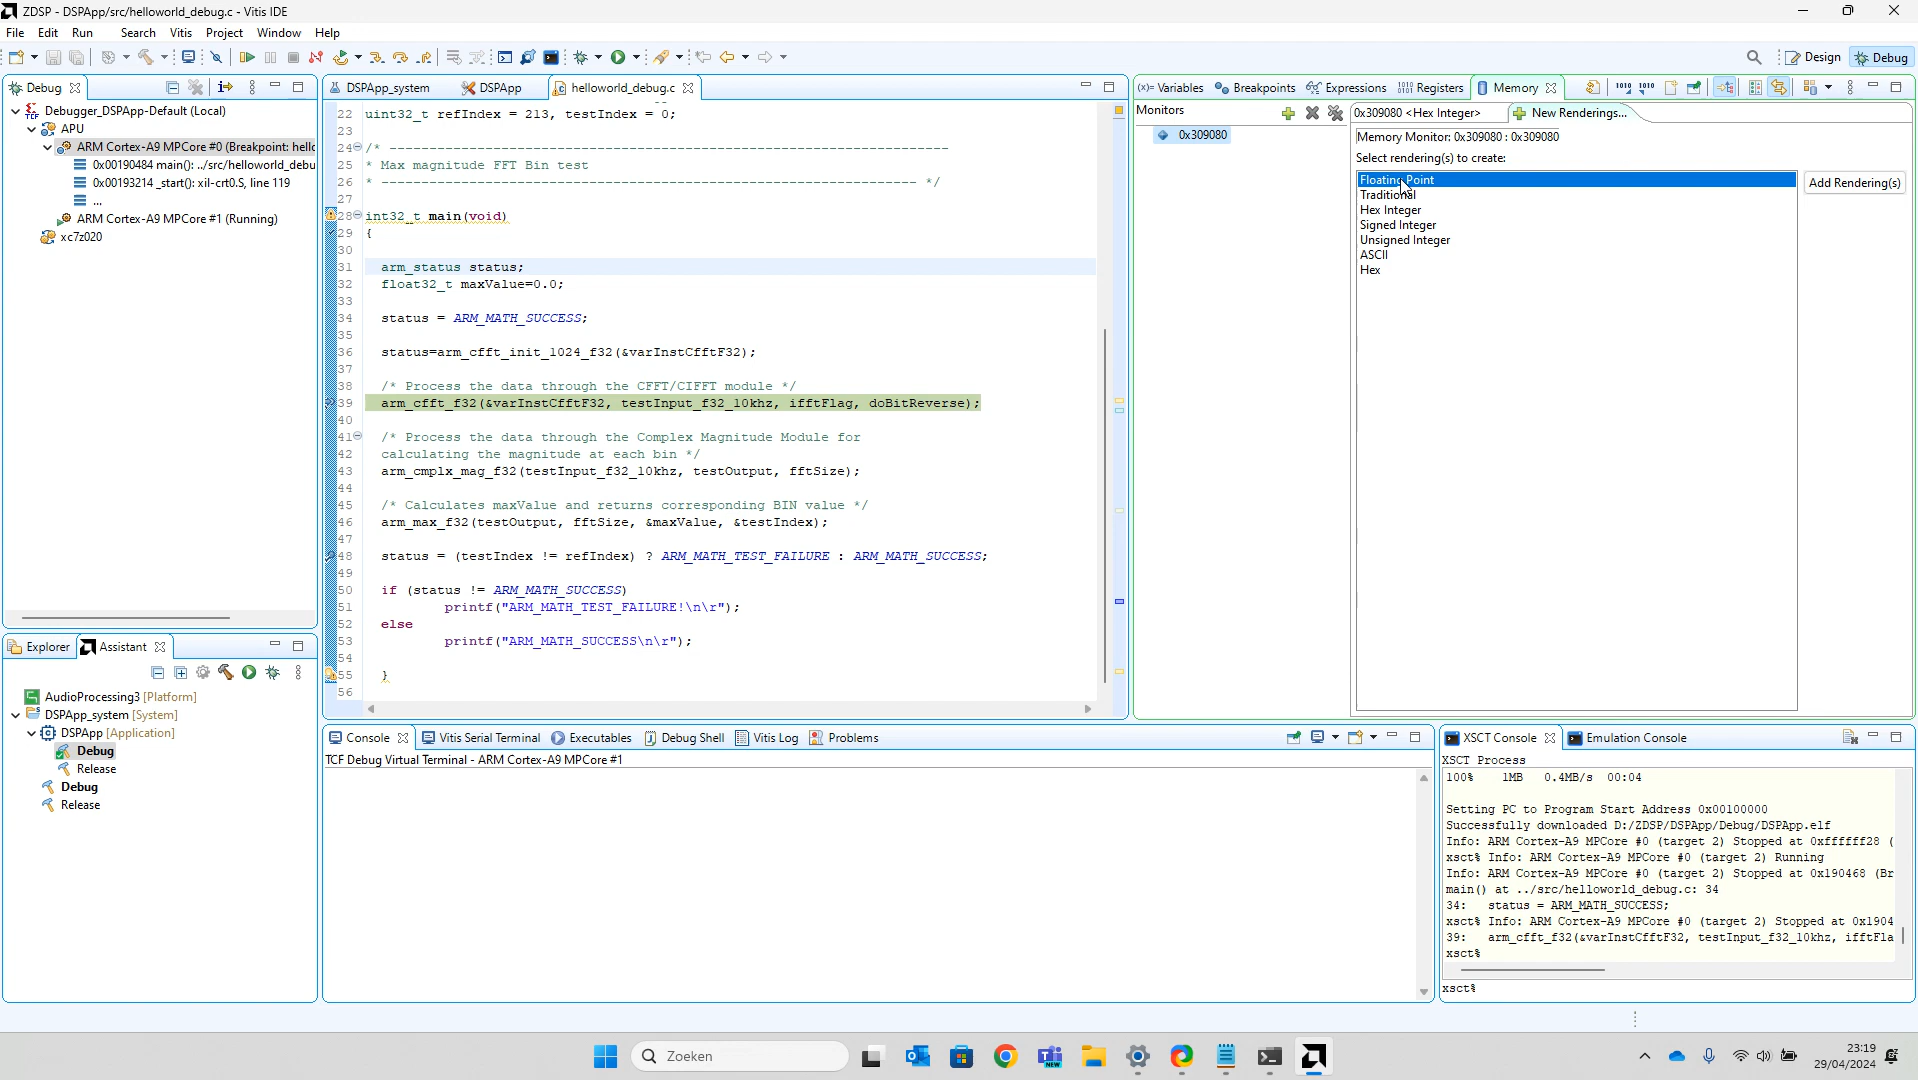 ZDSP - DSPApp/src/helloworld_debug.c - Vitis IDE
File Edit Run Search Vitis Project Window Help
Design Debug
Debug
Debugger_DSPApp-Default (Local)
APU
ARM Cortex-A9 MPCore #0 (Breakpoint: hell
0x00190484 main(): ../src/helloworld_debu
0x00193214 _start(): xil-crt0.S, line 119
...
ARM Cortex-A9 MPCore #1 (Running)
xc7z020
DSPApp_system DSPApp helloworld_debug.c
22 uint32_t refIndex = 213, testIndex = 0;
23
24 /* ----------------------------------------------------------------------
25 * Max magnitude FFT Bin test
26 * ------------------------------------------------------------------- */
27
28 int32_t main(void)
29 {
30
31 arm_status status;
32 float32_t maxValue=0.0;
33
34 status = ARM_MATH_SUCCESS;
35
36 status=arm_cfft_init_1024_f32(&varInstCfftF32);
37
38 /* Process the data through the CFFT/CIFFT module */
39 arm_cfft_f32(&varInstCfftF32, testInput_f32_10khz, ifftFlag, doBitReverse);
40
41 /* Process the data through the Complex Magnitude Module for
42 calculating the magnitude at each bin */
43 arm_cmplx_mag_f32(testInput_f32_10khz, testOutput, fftSize);
44
45 /* Calculates maxValue and returns corresponding BIN value */
46 arm_max_f32(testOutput, fftSize, &maxValue, &testIndex);
47
48 status = (testIndex != refIndex) ? ARM_MATH_TEST_FAILURE : ARM_MATH_SUCCESS;
49
50 if (status != ARM_MATH_SUCCESS)
51 printf("ARM_MATH_TEST_FAILURE!\n\r");
52 else
53 printf("ARM_MATH_SUCCESS\n\r");
54
55 }
56
(x)= Variables Breakpoints Expressions Registers Memory
Monitors
0x309080
0x309080 <Hex Integer> New Renderings...
Memory Monitor: 0x309080 : 0x309080
Select rendering(s) to create:
Floating Point
Traditional
Hex Integer
Signed Integer
Unsigned Integer
ASCII
Hex
Add Rendering(s)
Explorer Assistant
AudioProcessing3 [Platform]
DSPApp_system [System]
DSPApp [Application]
Debug
Release
Debug
Release
Console Vitis Serial Terminal Executables Debug Shell Vitis Log Problems
TCF Debug Virtual Terminal - ARM Cortex-A9 MPCore #1
XSCT Console Emulation Console
XSCT Process
100% 1MB 0.4MB/s 00:04
Setting PC to Program Start Address 0x00100000
Successfully downloaded D:/ZDSP/DSPApp/Debug/DSPApp.elf
Info: ARM Cortex-A9 MPCore #0 (target 2) Stopped at 0xffffff28 (
xsct% Info: ARM Cortex-A9 MPCore #0 (target 2) Running
Info: ARM Cortex-A9 MPCore #0 (target 2) Stopped at 0x190468 (Br
main() at ../src/helloworld_debug.c: 34
34: status = ARM_MATH_SUCCESS;
xsct% Info: ARM Cortex-A9 MPCore #0 (target 2) Stopped at 0x1904
39: arm_cfft_f32(&varInstCfftF32, testInput_f32_10khz, ifftFla
xsct%
xsct%
Zoeken
23:19
29/04/2024